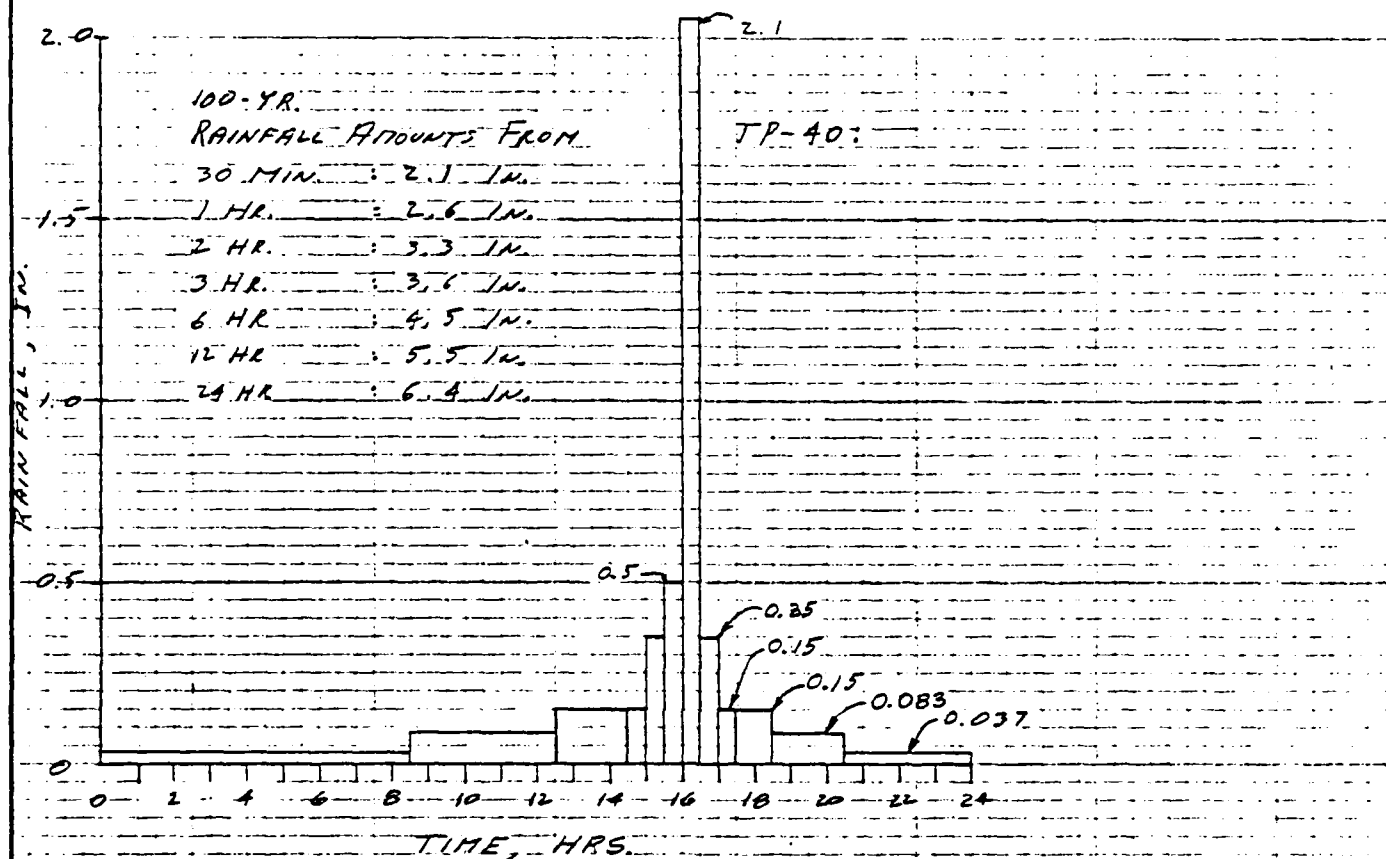 2.0
2.1
100-YR.
RAINFALL AMOUNTS FROM TP-40:
30 MIN. : 2.1 IN.
1 HR. : 2.6 IN.
2 HR. : 3.3 IN.
3 HR. : 3.6 IN.
6 HR : 4.5 IN.
12 HR : 5.5 IN.
24 HR : 6.4 IN.
1.5
1.0
0.5
0
RAINFALL, IN.
0.5
0.35
0.15
0.15
0.083
0.037
0 2 4 6 8 10 12 14 16 18 20 22 24
TIME, HRS.